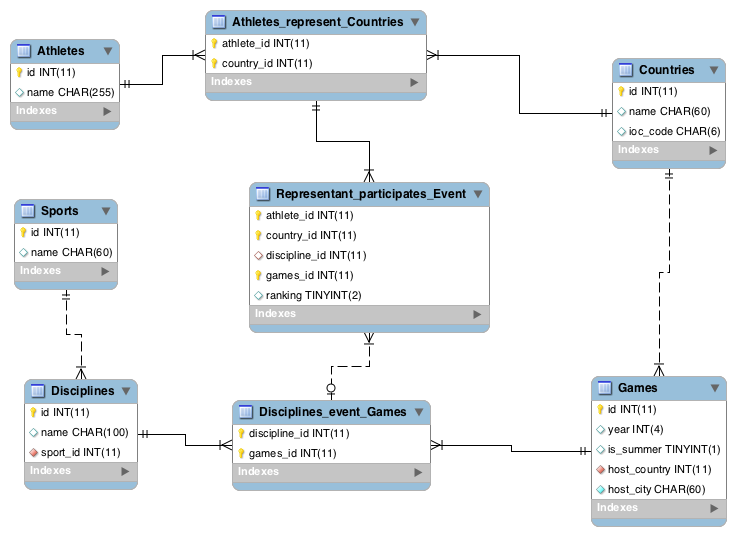 Athletes_represent_Countries
athlete_id INT(11)
country_id INT(11)
Indexes
Athletes
id INT(11)
name CHAR(255)
Indexes
Countries
id INT(11)
name CHAR(60)
ioc_code CHAR(6)
Indexes
Representant_participates_Event
athlete_id INT(11)
country_id INT(11)
discipline_id INT(11)
games_id INT(11)
ranking TINYINT(2)
Indexes
Sports
id INT(11)
name CHAR(60)
Indexes
Disciplines
id INT(11)
name CHAR(100)
sport_id INT(11)
Indexes
Disciplines_event_Games
discipline_id INT(11)
games_id INT(11)
Indexes
Games
id INT(11)
year INT(4)
is_summer TINYINT(1)
host_country INT(11)
host_city CHAR(60)
Indexes